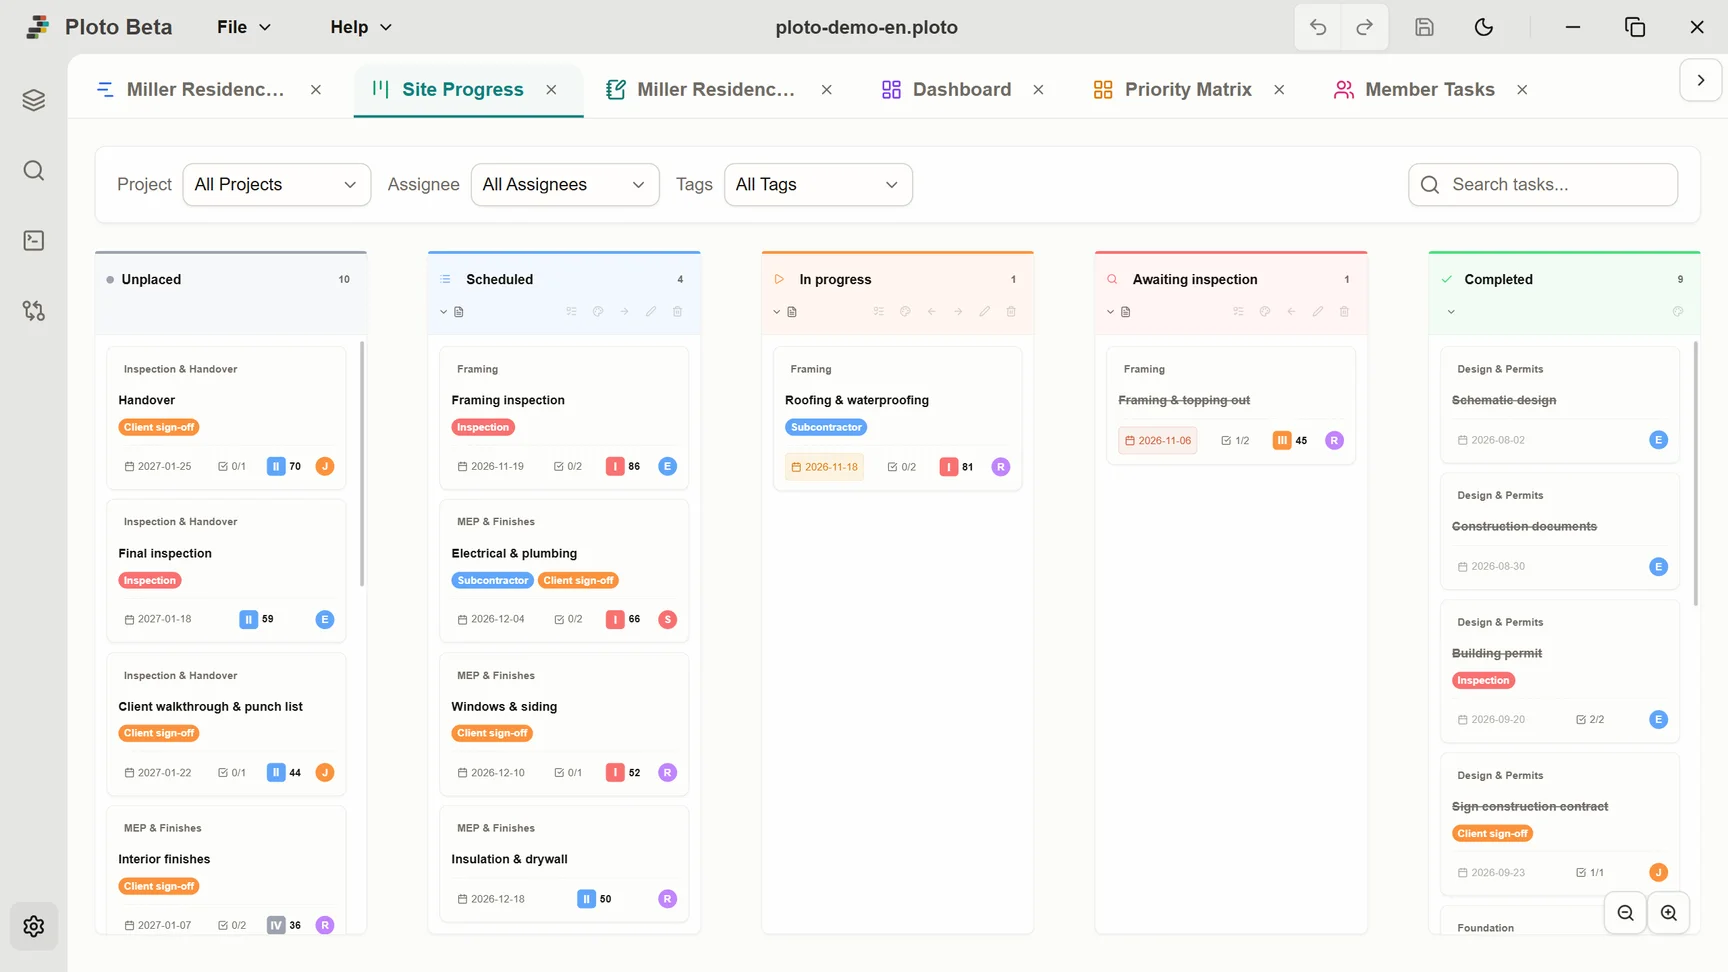 Ploto Beta
File
Help
ploto-demo-en.ploto
Miller Residenc...
Site Progress
Miller Residenc...
Dashboard
Priority Matrix
Member Tasks
Project
All Projects
Assignee
All Assignees
Tags
All Tags
Search tasks...
Unplaced
10
Inspection & Handover
Handover
Client sign-off
2027-01-25
0/1
II
70
J
Inspection & Handover
Final inspection
Inspection
2027-01-18
II
59
E
Inspection & Handover
Client walkthrough & punch list
Client sign-off
2027-01-22
0/1
II
44
J
MEP & Finishes
Interior finishes
Client sign-off
2027-01-07
0/2
IV
36
R
Scheduled
4
Framing
Framing inspection
Inspection
2026-11-19
0/2
I
86
E
MEP & Finishes
Electrical & plumbing
Subcontractor
Client sign-off
2026-12-04
0/2
I
66
S
MEP & Finishes
Windows & siding
Client sign-off
2026-12-10
0/1
I
52
R
MEP & Finishes
Insulation & drywall
2026-12-18
II
50
R
In progress
1
Framing
Roofing & waterproofing
Subcontractor
2026-11-18
0/2
I
81
R
Awaiting inspection
1
Framing
Framing & topping out
2026-11-06
1/2
III
45
R
Completed
9
Design & Permits
Schematic design
2026-08-02
E
Design & Permits
Construction documents
2026-08-30
E
Design & Permits
Building permit
Inspection
2026-09-20
2/2
E
Design & Permits
Sign construction contract
Client sign-off
2026-09-23
1/1
J
Foundation